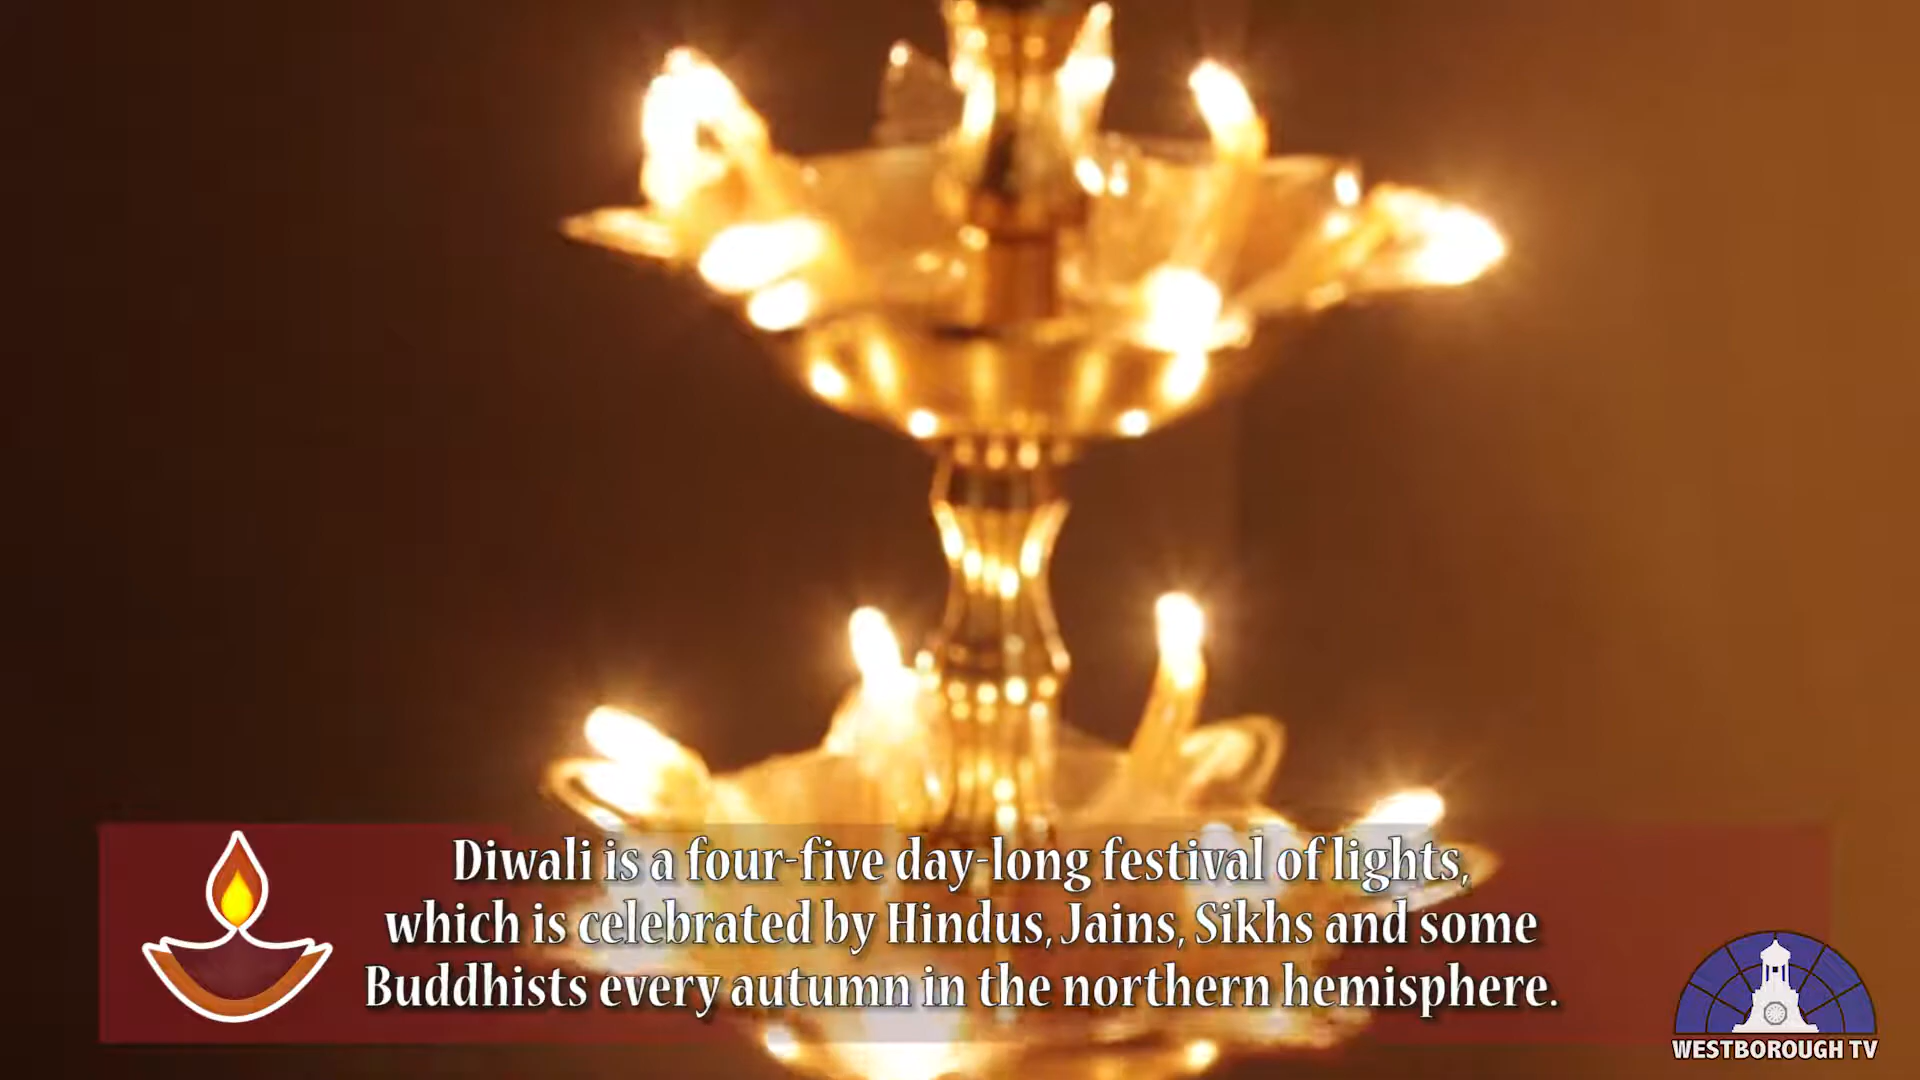 Diwali is a four-five day-long festival of lights,
which is celebrated by Hindus, Jains, Sikhs and some
Buddhists every autumn in the northern hemisphere.
WESTBOROUGH TV